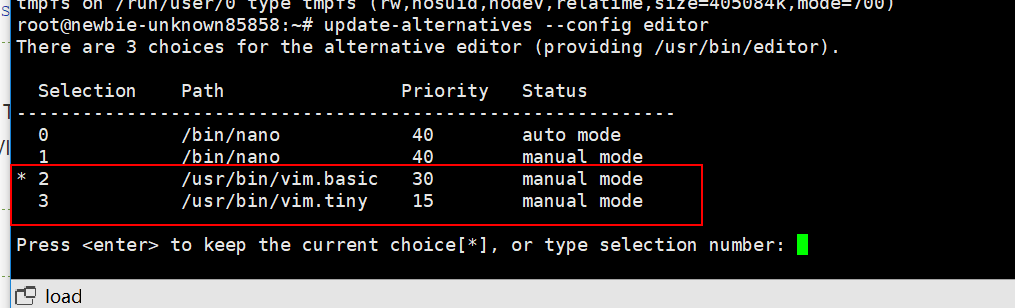 tmpfs on /run/user/0 type tmpfs (rw,nosuid,nodev,relatime,size=405084k,mode=700)
root@newbie-unknown85858:~# update-alternatives --config editor
There are 3 choices for the alternative editor (providing /usr/bin/editor).
Selection Path Priority Status
------------------------------------------------------------
0 /bin/nano 40 auto mode
1 /bin/nano 40 manual mode
* 2 /usr/bin/vim.basic 30 manual mode
3 /usr/bin/vim.tiny 15 manual mode
Press <enter> to keep the current choice[*], or type selection number:
load